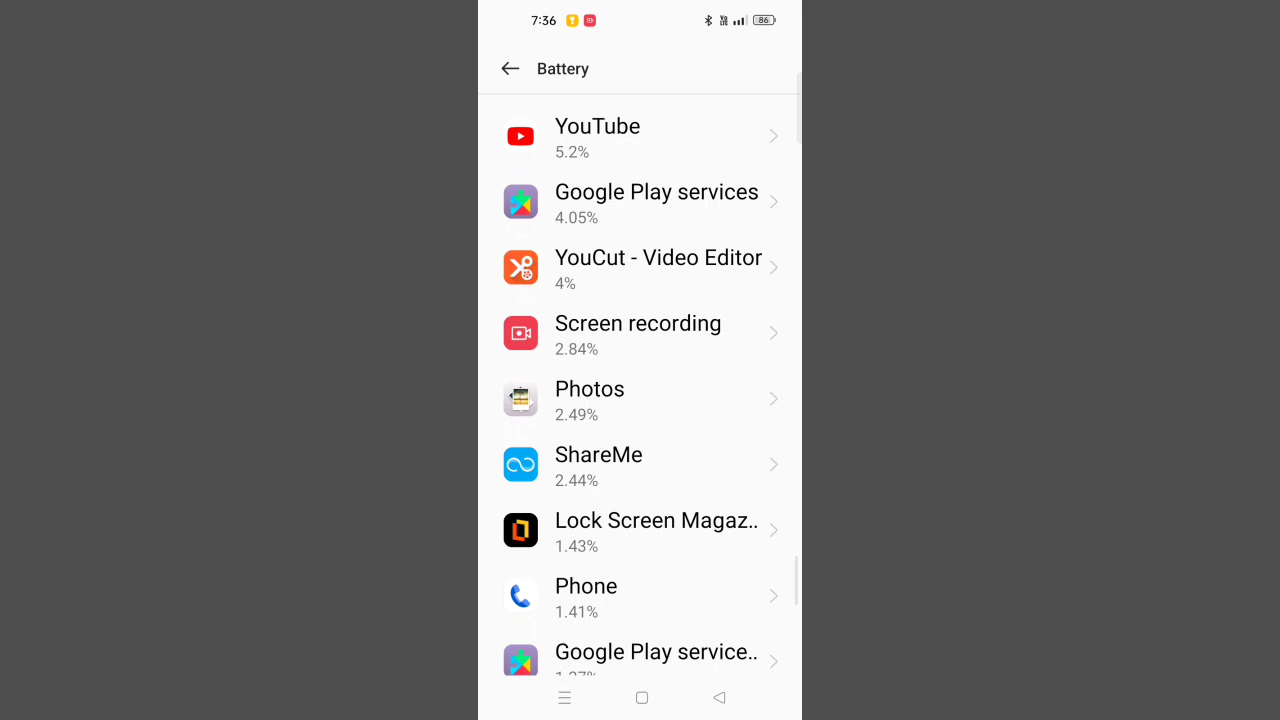 7:36
86
Battery
YouTube
5.2%
Google Play services
4.05%
YouCut - Video Editor
4%
Screen recording
2.84%
Photos
2.49%
ShareMe
2.44%
Lock Screen Magaz..
1.43%
Phone
1.41%
Google Play service..